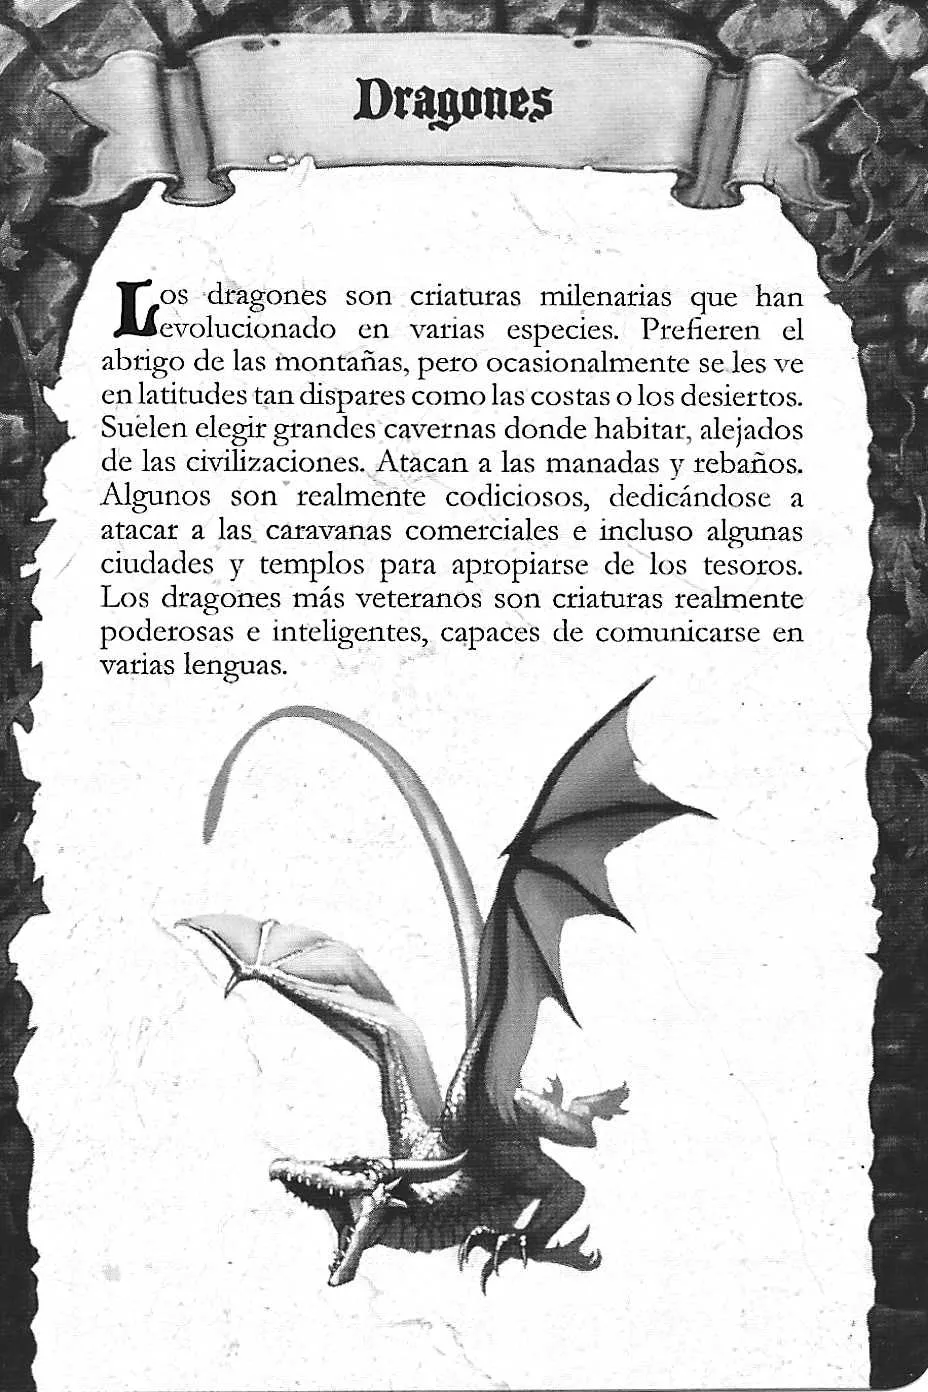 Dragones
Los dragones son criaturas milenarias que han
evolucionado en varias especies. Prefieren el
abrigo de las montañas, pero ocasionalmente se les ve
en latitudes tan dispares como las costas o los desiertos.
Suelen elegir grandes cavernas donde habitar, alejados
de las civilizaciones. Atacan a las manadas y rebaños.
Algunos son realmente codiciosos, dedicándose a
atacar a las caravanas comerciales e incluso algunas
ciudades y templos para apropiarse de los tesoros.
Los dragones más veteranos son criaturas realmente
poderosas e inteligentes, capaces de comunicarse en
varias lenguas.